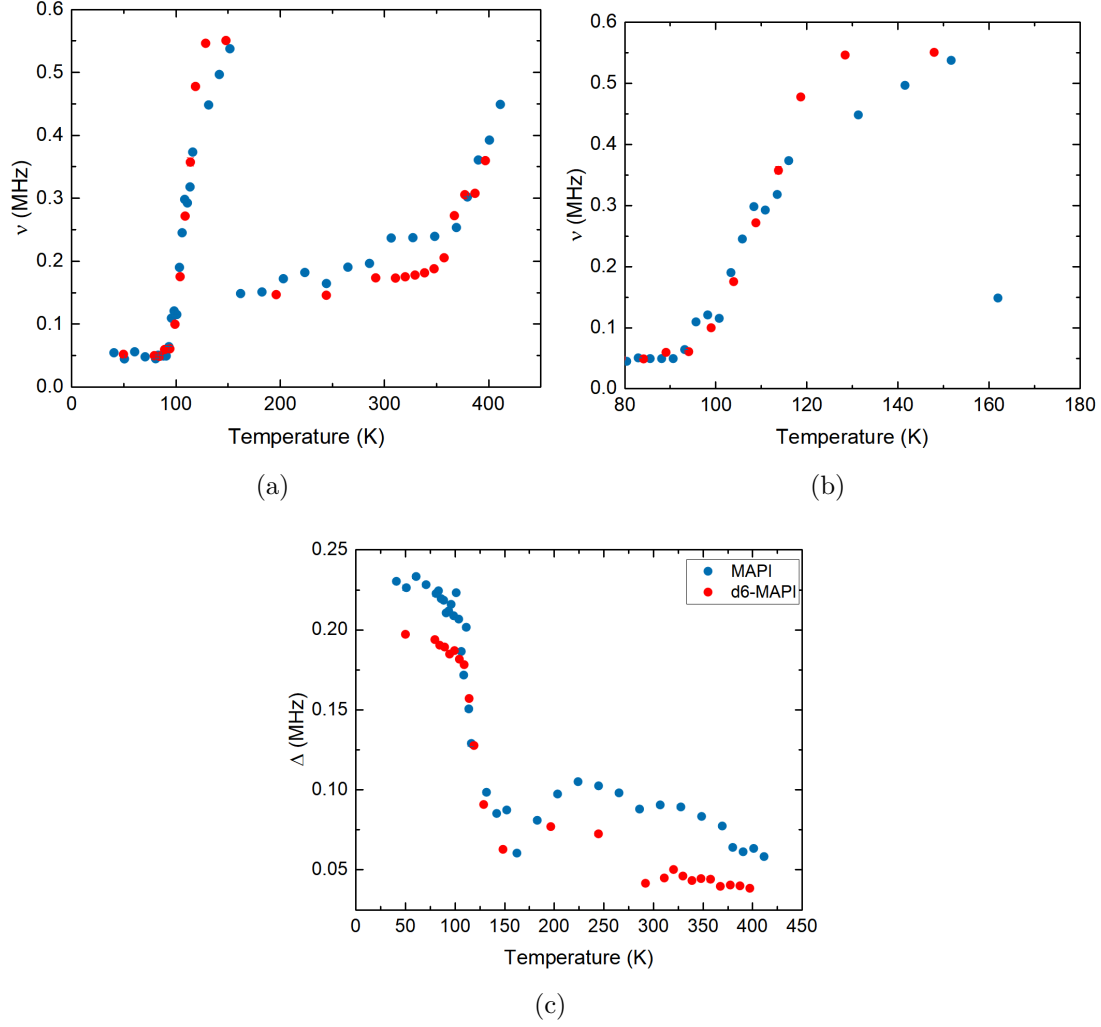 0.6
0.5
0.4
0.3
0.2
0.1
0.0
ν (MHz)
0 100 200 300 400
Temperature (K)
(a)
0.6
0.5
0.4
0.3
0.2
0.1
0.0
ν (MHz)
80 100 120 140 160 180
Temperature (K)
(b)
0.25
0.20
0.15
0.10
0.05
Δ (MHz)
MAPI
d6-MAPI
0 50 100 150 200 250 300 350 400 450
Temperature (K)
(c)